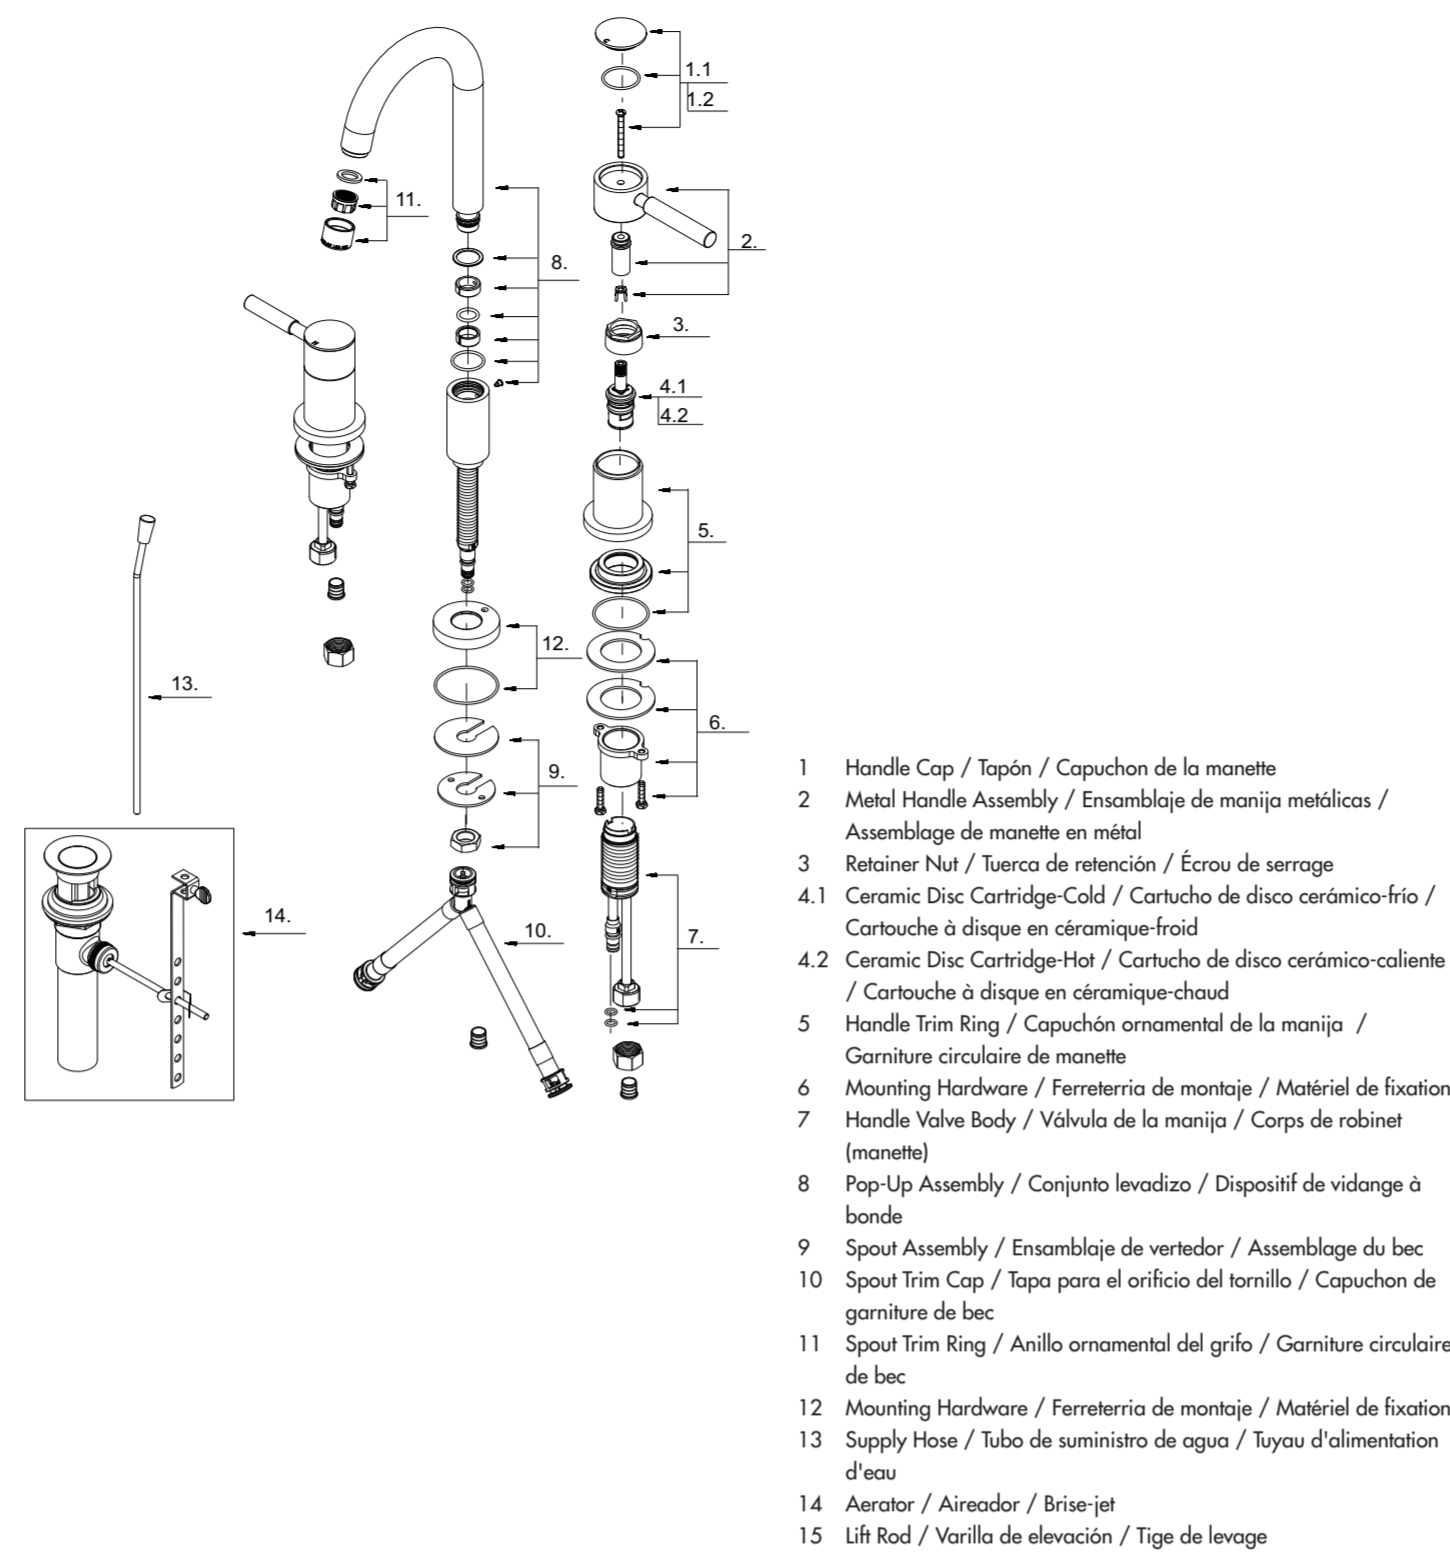 1.1
1.2
11.
2.
8.
3.
4.1
4.2
5.
12.
13.
6.
9.
14.
10.
7.
1 Handle Cap / Tapón / Capuchon de la manette
2 Metal Handle Assembly / Ensamblaje de manija metálicas /
Assemblage de manette en métal
3 Retainer Nut / Tuerca de retención / Écrou de serrage
4.1 Ceramic Disc Cartridge-Cold / Cartucho de disco cerámico-frío /
Cartouche à disque en céramique-froid
4.2 Ceramic Disc Cartridge-Hot / Cartucho de disco cerámico-caliente
/ Cartouche à disque en céramique-chaud
5 Handle Trim Ring / Capuchón ornamental de la manija /
Garniture circulaire de manette
6 Mounting Hardware / Ferreterria de montaje / Matériel de fixation
7 Handle Valve Body / Válvula de la manija / Corps de robinet
(manette)
8 Pop-Up Assembly / Conjunto levadizo / Dispositif de vidange à
bonde
9 Spout Assembly / Ensamblaje de vertedor / Assemblage du bec
10 Spout Trim Cap / Tapa para el orificio del tornillo / Capuchon de
garniture de bec
11 Spout Trim Ring / Anillo ornamental del grifo / Garniture circulaire
de bec
12 Mounting Hardware / Ferreterria de montaje / Matériel de fixation
13 Supply Hose / Tubo de suministro de agua / Tuyau d'alimentation
d'eau
14 Aerator / Aireador / Brise-jet
15 Lift Rod / Varilla de elevación / Tige de levage